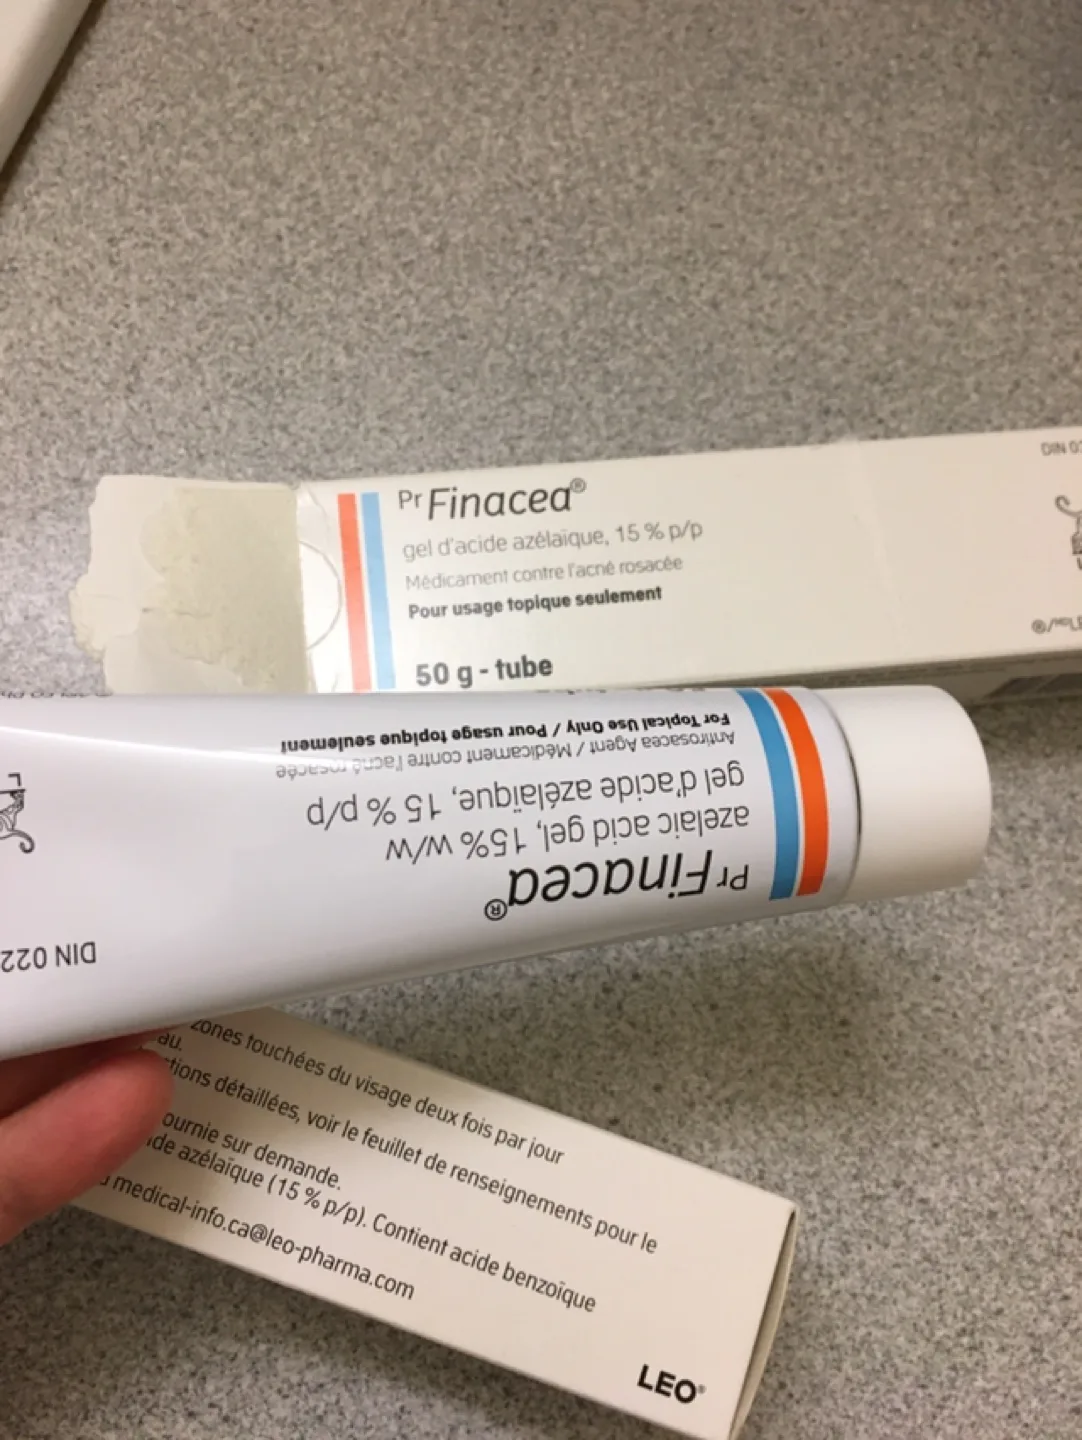 Pr Finacea®
gel d'acide azélaïque, 15 % p/p
Médicament contre l'acné rosacée
Pour usage topique seulement
50 g - tube
DIN
Pr Finacea®
azelaic acid gel, 15% w/w
gel d'acide azélaïque, 15 % p/p
Antirosacea Agent / Médicament contre l'acné rosacée
For Topical Use Only / Pour usage topique seulement
DIN 022
zones touchées du visage deux fois par jour
au.
tions détaillées, voir le feuillet de renseignements pour le
ournie sur demande.
ide azélaïque (15 % p/p). Contient acide benzoïque
medical-info.ca@leo-pharma.com
LEO®